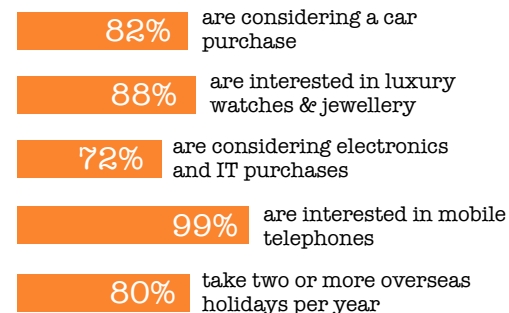 82% are considering a car
purchase
88% are interested in luxury
watches & jewellery
72% are considering electronics
and IT purchases
99% are interested in mobile
telephones
80% take two or more overseas
holidays per year